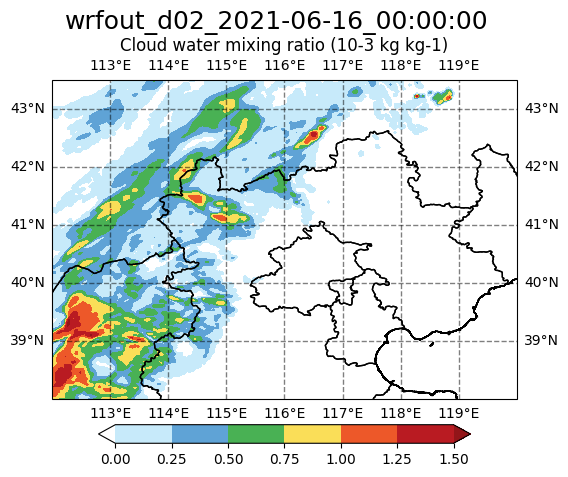 wrfout_d02_2021-06-16_00:00:00
Cloud water mixing ratio (10-3 kg kg-1)
113°E 114°E 115°E 116°E 117°E 118°E 119°E
43°N 43°N
42°N 42°N
41°N 41°N
40°N 40°N
39°N 39°N
113°E 114°E 115°E 116°E 117°E 118°E 119°E
0.00 0.25 0.50 0.75 1.00 1.25 1.50